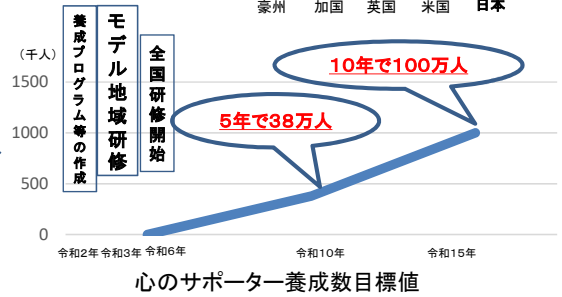 豪州 加国 英国 米国 日本
養成プログラム等の作成
モデル地域研修
全国研修開始
(千人)
10年で100万人
5年で38万人
1500
1000
500
0
令和2年 令和3年 令和6年 令和10年 令和15年
心のサポーター養成数目標値